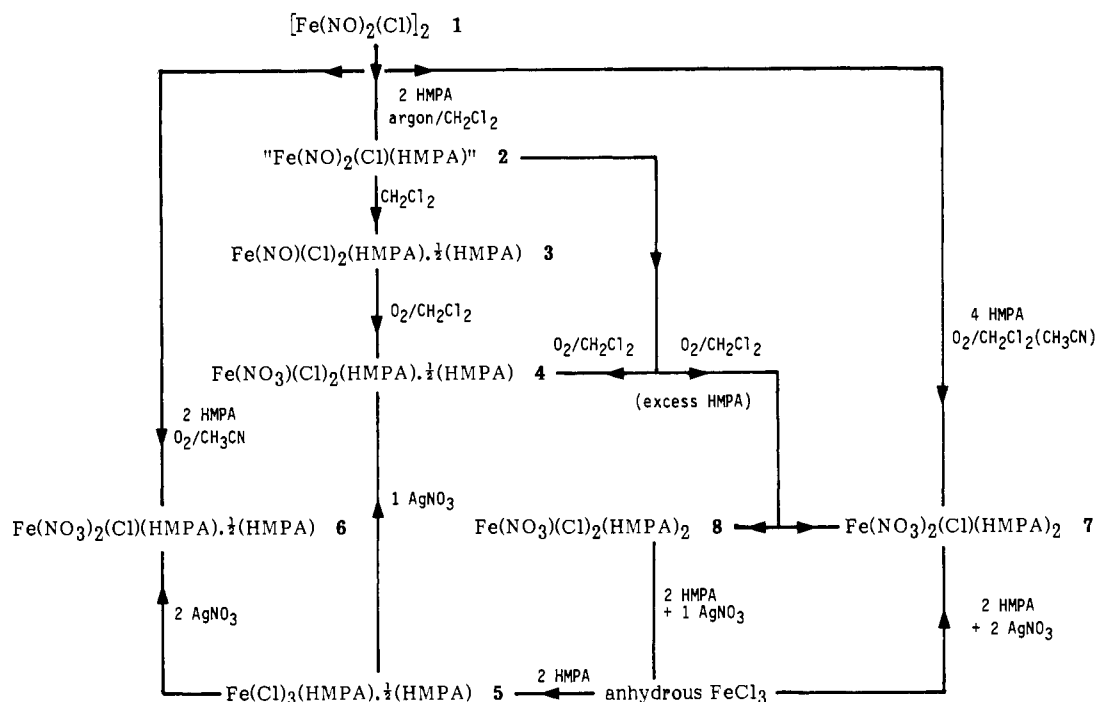 [Fe(NO)₂(Cl)]₂ 1
2 HMPA
argon/CH₂Cl₂
"Fe(NO)₂(Cl)(HMPA)" 2
CH₂Cl₂
Fe(NO)(Cl)₂(HMPA).½(HMPA) 3
O₂/CH₂Cl₂
4 HMPA
O₂/CH₂Cl₂(CH₃CN)
O₂/CH₂Cl₂ O₂/CH₂Cl₂
Fe(NO₃)(Cl)₂(HMPA).½(HMPA) 4
(excess HMPA)
2 HMPA
O₂/CH₃CN
1 AgNO₃
Fe(NO₃)₂(Cl)(HMPA).½(HMPA) 6
Fe(NO₃)(Cl)₂(HMPA)₂ 8
Fe(NO₃)₂(Cl)(HMPA)₂ 7
2 AgNO₃
2 HMPA
+ 1 AgNO₃
2 HMPA
+ 2 AgNO₃
Fe(Cl)₃(HMPA).½(HMPA) 5
2 HMPA
anhydrous FeCl₃